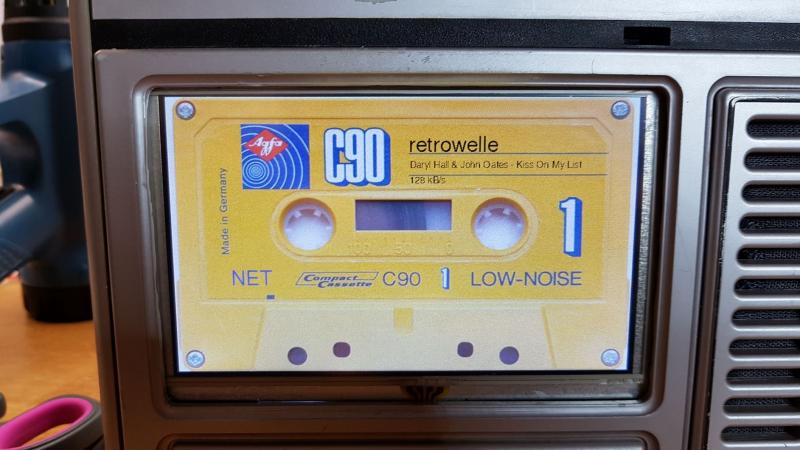 Agfa
C90
retrowelle
Daryl Hall & John Oates - Kiss On My List
128 kB/s
Made in Germany
1
100 50 0
NET
Compact Cassette
C90
1
LOW-NOISE